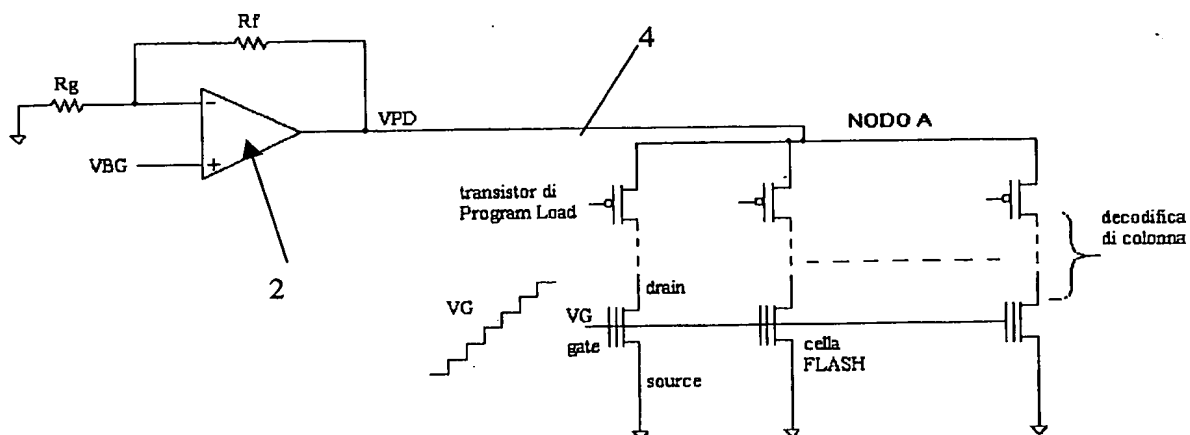 Rf
4
Rg
VPD
NODO A
VBG
transistor di
Program Load
decodifica
di colonna
2
drain
VG
VG
gate
cella
FLASH
source